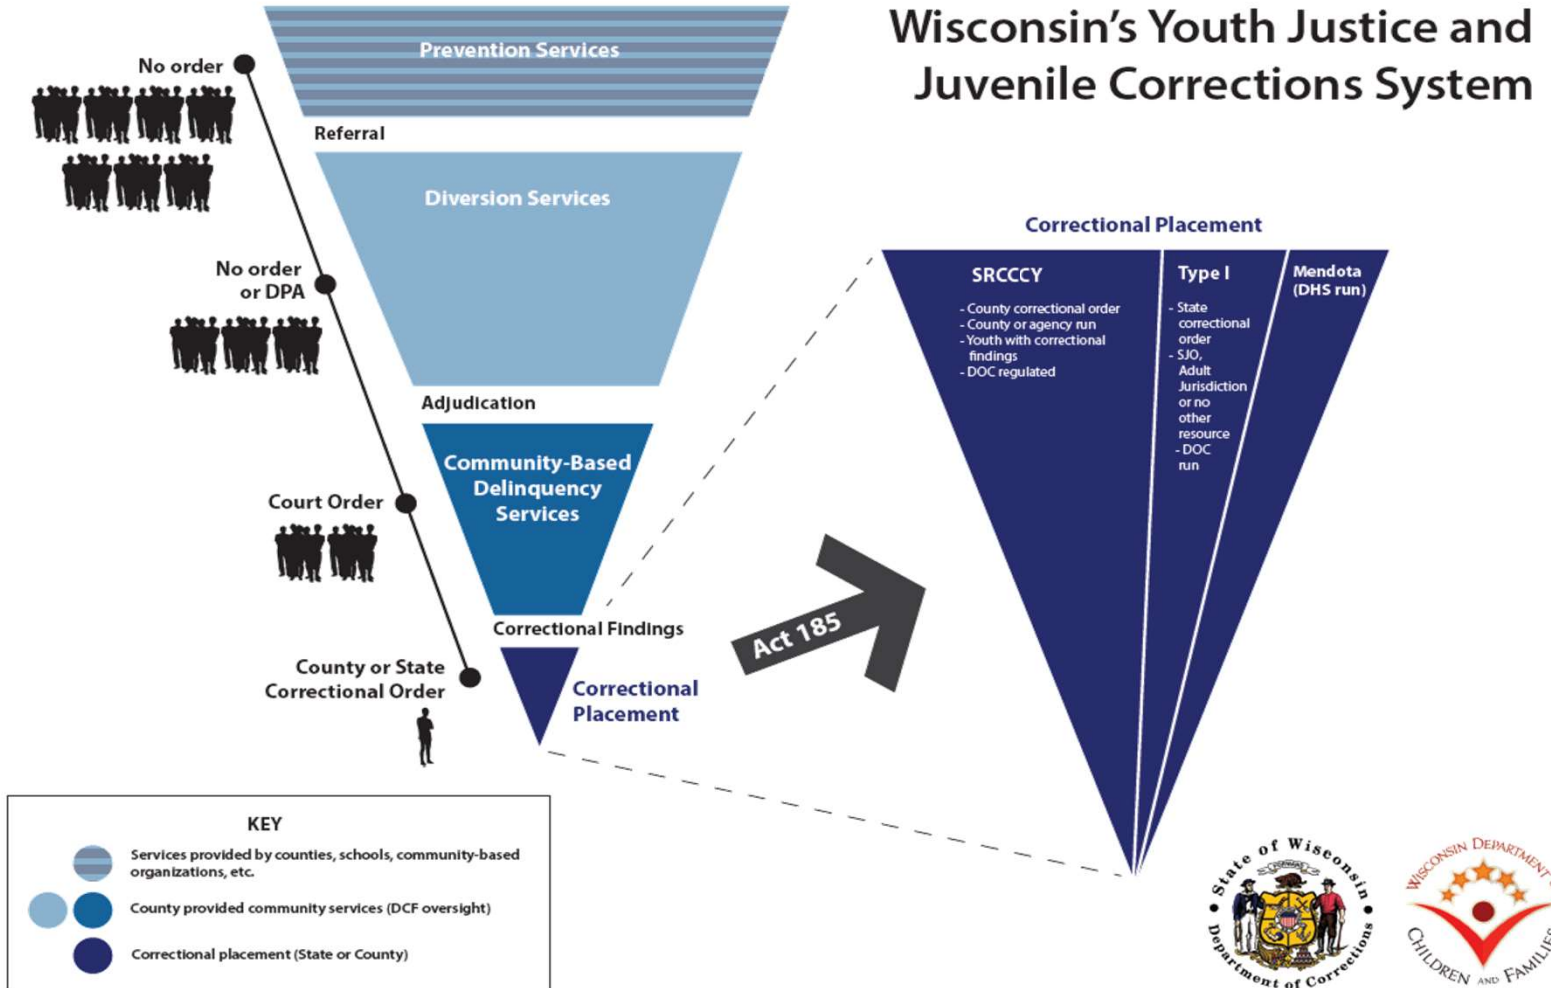 Wisconsin's Youth Justice and
Juvenile Corrections System
No order
Prevention Services
Referral
Diversion Services
No order
or DPA
Adjudication
Community-Based
Delinquency
Services
Court Order
Correctional Findings
County or State
Correctional Order
Correctional
Placement
Act 185
Correctional Placement
SRCCCY
- County correctional order
- County or agency run
- Youth with correctional
findings
- DOC regulated
Type I
- State
correctional
order
- SJO,
Adult
Jurisdiction
or no
other
resource
- DOC
run
Mendota
(DHS run)
KEY
Services provided by counties, schools, community-based
organizations, etc.
County provided community services (DCF oversight)
Correctional placement (State or County)
State of Wisconsin
Department of Corrections
WISCONSIN DEPARTMENT
CHILDREN AND FAMILIES